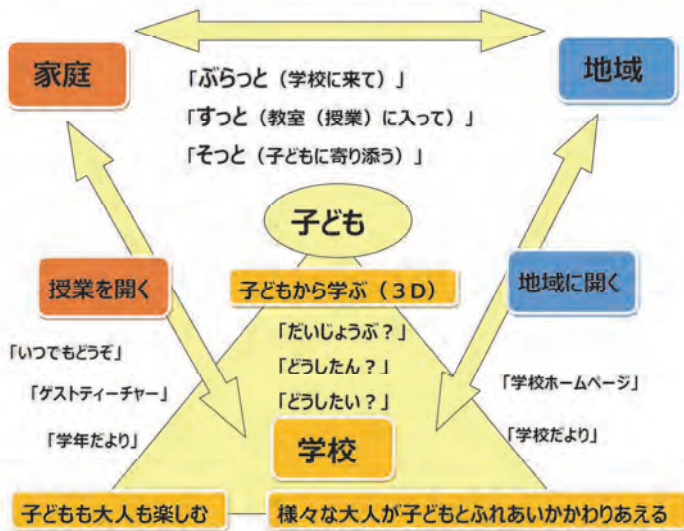 家庭
地域
「ぶらっと（学校に来て）」
「すっと（教室（授業）に入って）」
「そっと（子どもに寄り添う）」
子ども
授業を開く
子どもから学ぶ（３Ｄ）
地域に開く
「いつでもどうぞ」
「ゲストティーチャー」
「学年だより」
「だいじょうぶ？」
「どうしたん？」
「どうしたい？」
「学校ホームページ」
「学校だより」
学校
子どもも大人も楽しむ
様々な大人が子どもとふれあいかかわりあえる